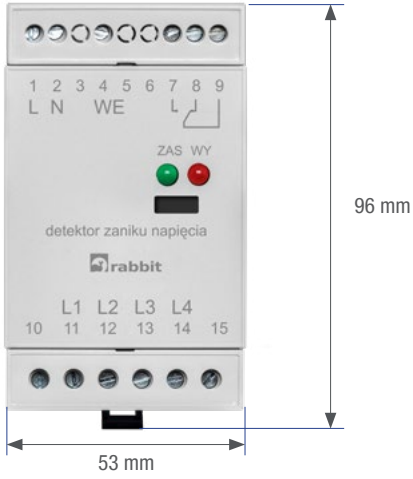 1 2 3 4 5 6 7 8 9
L N WE
ZAS WY
96 mm
detektor zaniku napięcia
rabbit
L1 L2 L3 L4
10 11 12 13 14 15
53 mm